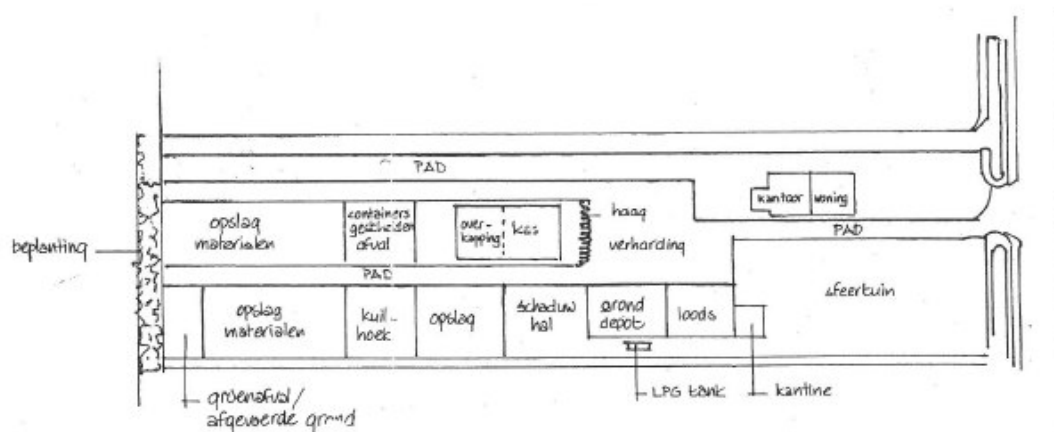 PAD
kantoor
woning
opslag
materialen
containers
gescheiden
afval
over-
kapping
kas
haag
verharding
PAD
beplanting
PAD
sfeertuin
opslag
materialen
kuil-
hoek
opslag
schaduw
hal
grond
depot
loods
groenafval/
afgevoerde grond
LPG tank
kantine